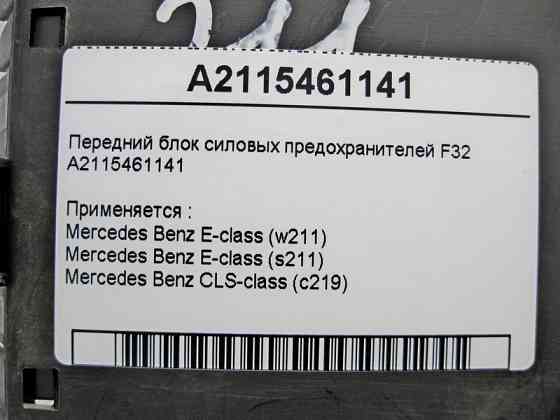 211
A2115461141
Передний блок силовых предохранителей F32
A2115461141
Применяется :
Mercedes Benz E-class (w211)
Mercedes Benz E-class (s211)
Mercedes Benz CLS-class (c219)